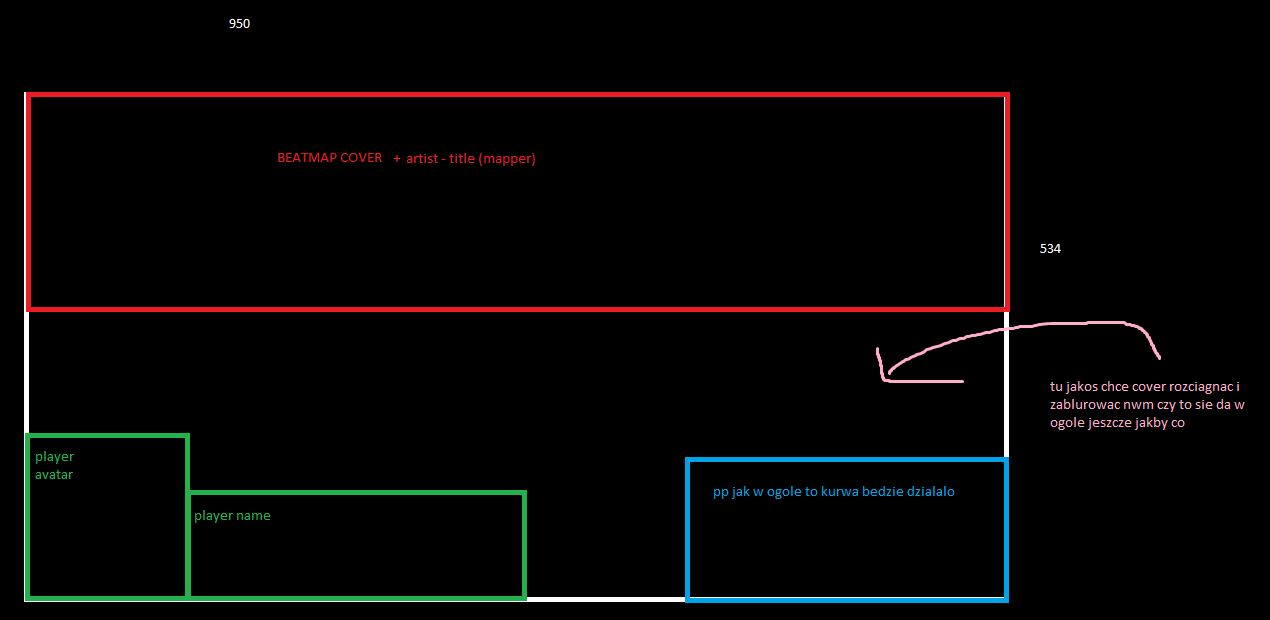 950
BEATMAP COVER + artist - title (mapper)
534
tu jakos chce cover rozciagnac i
zablurowac nwm czy to sie da w
ogole jeszcze jakby co
player
avatar
pp jak w ogole to kurwa bedzie dzialalo
player name